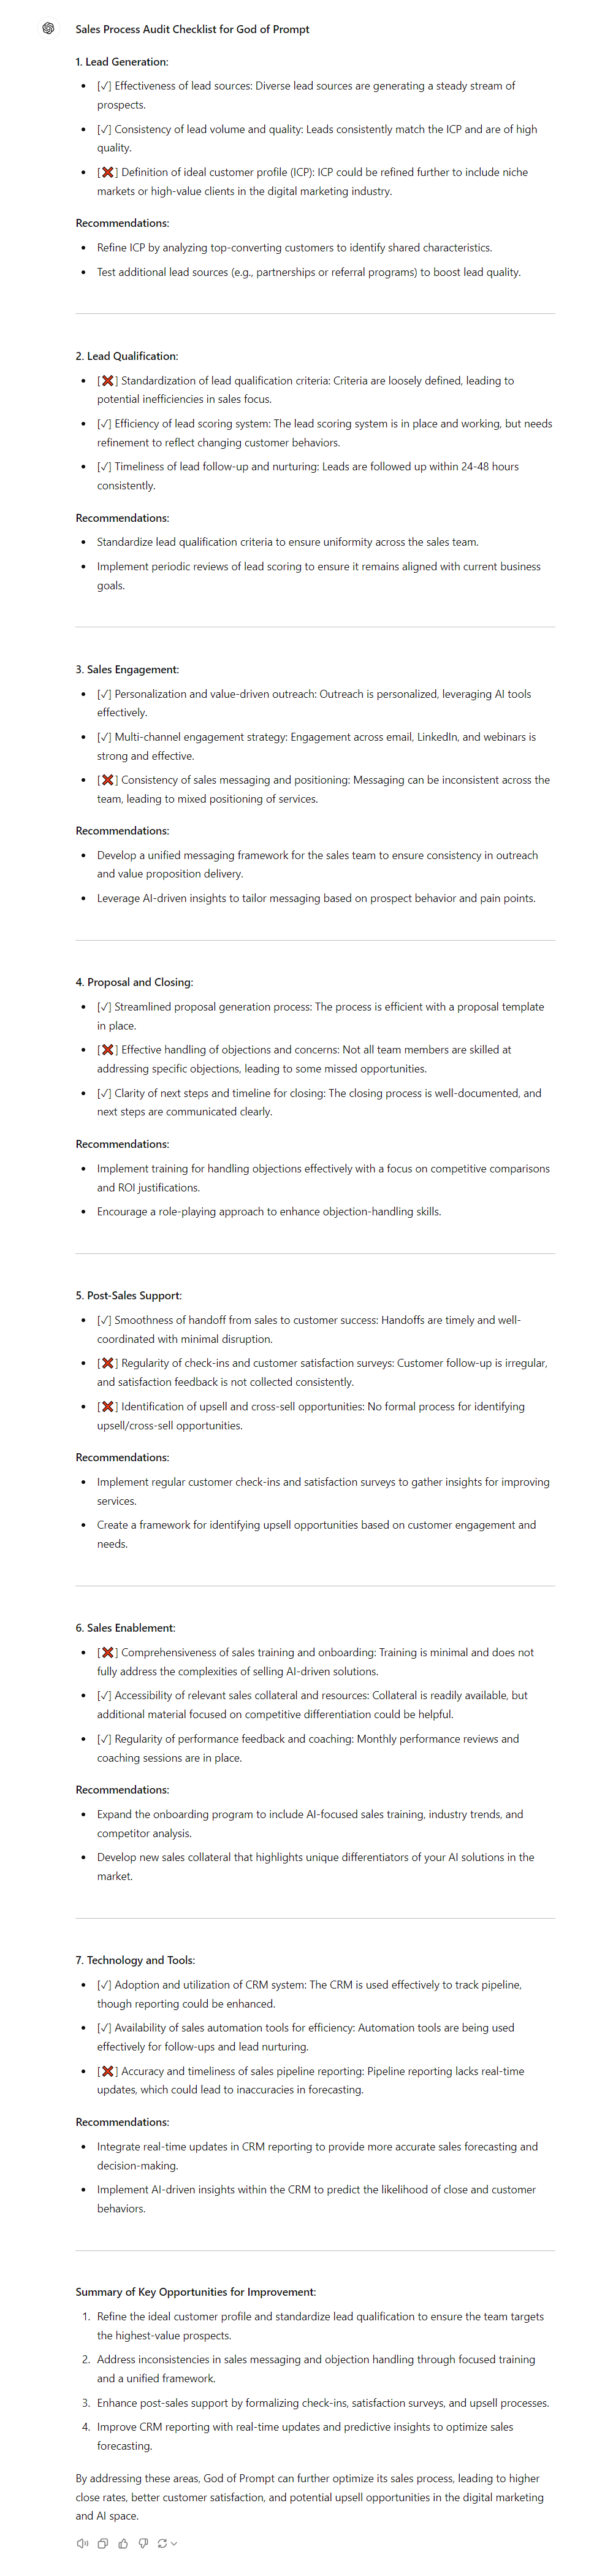 Sales Process Audit Checklist for God of Prompt
1. Lead Generation:
• [✓] Effectiveness of lead sources: Diverse lead sources are generating a steady stream of
prospects.
• [✓] Consistency of lead volume and quality: Leads consistently match the ICP and are of high
quality.
• [❌] Definition of ideal customer profile (ICP): ICP could be refined further to include niche
markets or high-value clients in the digital marketing industry.
Recommendations:
• Refine ICP by analyzing top-converting customers to identify shared characteristics.
• Test additional lead sources (e.g., partnerships or referral programs) to boost lead quality.
2. Lead Qualification:
• [❌] Standardization of lead qualification criteria: Criteria are loosely defined, leading to
potential inefficiencies in sales focus.
• [✓] Efficiency of lead scoring system: The lead scoring system is in place and working, but needs
refinement to reflect changing customer behaviors.
• [✓] Timeliness of lead follow-up and nurturing: Leads are followed up within 24-48 hours
consistently.
Recommendations:
• Standardize lead qualification criteria to ensure uniformity across the sales team.
• Implement periodic reviews of lead scoring to ensure it remains aligned with current business
goals.
3. Sales Engagement:
• [✓] Personalization and value-driven outreach: Outreach is personalized, leveraging AI tools
effectively.
• [✓] Multi-channel engagement strategy: Engagement across email, LinkedIn, and webinars is
strong and effective.
• [❌] Consistency of sales messaging and positioning: Messaging can be inconsistent across the
team, leading to mixed positioning of services.
Recommendations:
• Develop a unified messaging framework for the sales team to ensure consistency in outreach
and value proposition delivery.
• Leverage AI-driven insights to tailor messaging based on prospect behavior and pain points.
4. Proposal and Closing:
• [✓] Streamlined proposal generation process: The process is efficient with a proposal template
in place.
• [❌] Effective handling of objections and concerns: Not all team members are skilled at
addressing specific objections, leading to some missed opportunities.
• [✓] Clarity of next steps and timeline for closing: The closing process is well-documented, and
next steps are communicated clearly.
Recommendations:
• Implement training for handling objections effectively with a focus on competitive comparisons
and ROI justifications.
• Encourage a role-playing approach to enhance objection-handling skills.
5. Post-Sales Support:
• [✓] Smoothness of handoff from sales to customer success: Handoffs are timely and well-
coordinated with minimal disruption.
• [❌] Regularity of check-ins and customer satisfaction surveys: Customer follow-up is irregular,
and satisfaction feedback is not collected consistently.
• [❌] Identification of upsell and cross-sell opportunities: No formal process for identifying
upsell/cross-sell opportunities.
Recommendations:
• Implement regular customer check-ins and satisfaction surveys to gather insights for improving
services.
• Create a framework for identifying upsell opportunities based on customer engagement and
needs.
6. Sales Enablement:
• [❌] Comprehensiveness of sales training and onboarding: Training is minimal and does not
fully address the complexities of selling AI-driven solutions.
• [✓] Accessibility of relevant sales collateral and resources: Collateral is readily available, but
additional material focused on competitive differentiation could be helpful.
• [✓] Regularity of performance feedback and coaching: Monthly performance reviews and
coaching sessions are in place.
Recommendations:
• Expand the onboarding program to include AI-focused sales training, industry trends, and
competitor analysis.
• Develop new sales collateral that highlights unique differentiators of your AI solutions in the
market.
7. Technology and Tools:
• [✓] Adoption and utilization of CRM system: The CRM is used effectively to track pipeline,
though reporting could be enhanced.
• [✓] Availability of sales automation tools for efficiency: Automation tools are being used
effectively for follow-ups and lead nurturing.
• [❌] Accuracy and timeliness of sales pipeline reporting: Pipeline reporting lacks real-time
updates, which could lead to inaccuracies in forecasting.
Recommendations:
• Integrate real-time updates in CRM reporting to provide more accurate sales forecasting and
decision-making.
• Implement AI-driven insights within the CRM to predict the likelihood of close and customer
behaviors.
Summary of Key Opportunities for Improvement:
1. Refine the ideal customer profile and standardize lead qualification to ensure the team targets
the highest-value prospects.
2. Address inconsistencies in sales messaging and objection handling through focused training
and a unified framework.
3. Enhance post-sales support by formalizing check-ins, satisfaction surveys, and upsell processes.
4. Improve CRM reporting with real-time updates and predictive insights to optimize sales
forecasting.
By addressing these areas, God of Prompt can further optimize its sales process, leading to higher
close rates, better customer satisfaction, and potential upsell opportunities in the digital marketing
and AI space.